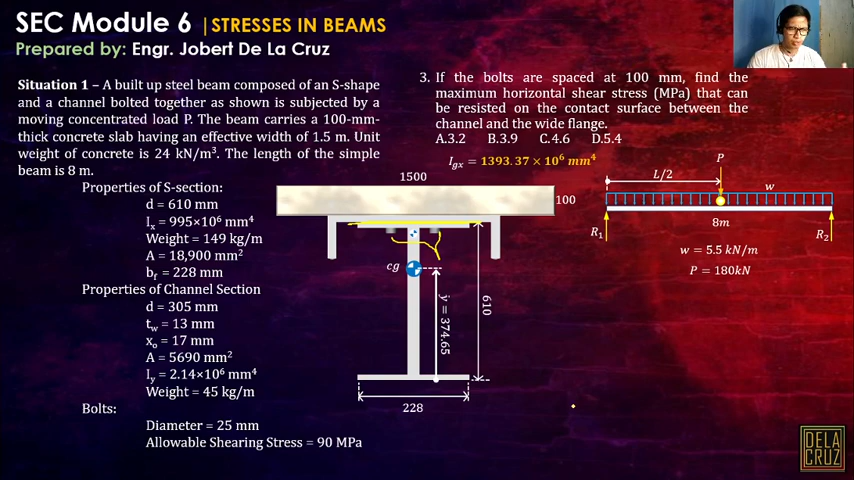 SEC Module 6 | STRESSES IN BEAMS
Prepared by: Engr. Jobert De La Cruz
Situation 1 – A built up steel beam composed of an S-shape
and a channel bolted together as shown is subjected by a
moving concentrated load P. The beam carries a 100-mm-
thick concrete slab having an effective width of 1.5 m. Unit
weight of concrete is 24 kN/m³. The length of the simple
beam is 8 m.
Properties of S-section:
d = 610 mm
Iₓ = 995×10⁶ mm⁴
Weight = 149 kg/m
A = 18,900 mm²
b_f = 228 mm
Properties of Channel Section
d = 305 mm
t_w = 13 mm
x₀ = 17 mm
A = 5690 mm²
I_y = 2.14×10⁶ mm⁴
Weight = 45 kg/m
Bolts:
Diameter = 25 mm
Allowable Shearing Stress = 90 MPa
3. If the bolts are spaced at 100 mm, find the
maximum horizontal shear stress (MPa) that can
be resisted on the contact surface between the
channel and the wide flange.
A.3.2 B.3.9 C.4.6 D.5.4
I_gx = 1393.37 × 10⁶ mm⁴
1500
100
cg
y̅ = 374.65
610
228
P
L/2
w
8m
R₁
R₂
w = 5.5 kN/m
P = 180kN
DELA
CRUZ